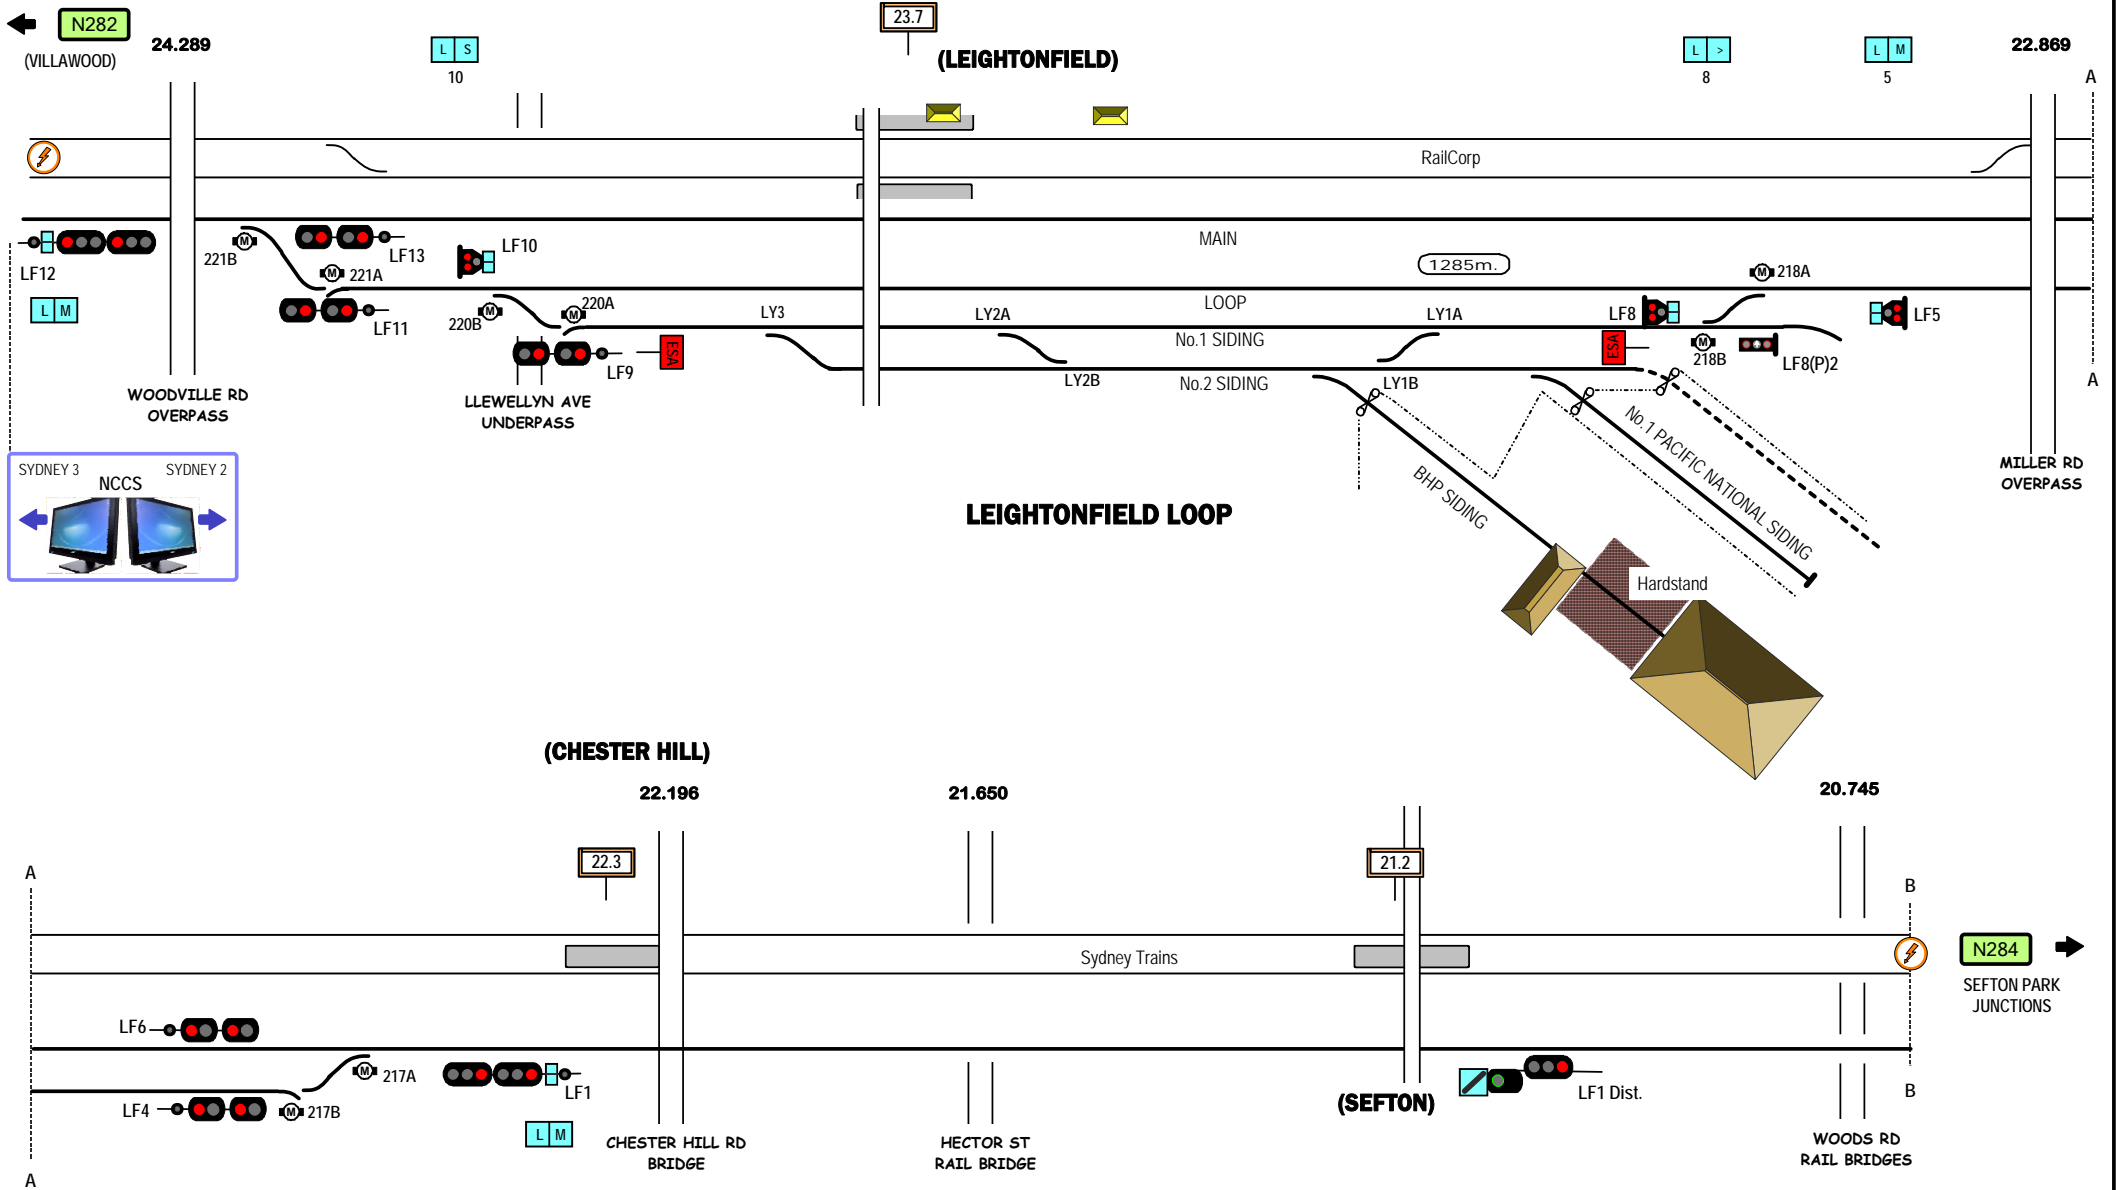 N282
(VILLAWOOD)
24.289
L S
10
23.7
(LEIGHTONFIELD)
L >
8
L M
5
22.869
A
RailCorp
MAIN
LF12
L M
221B
LF13
221A
LF11
LF10
220B
220A
LF9
ESA
LY3
LY2A
LY2B
LOOP
No.1 SIDING
No.2 SIDING
1285m.
LY1A
LY1B
LF8
ESA
218A
218B
LF8(P)2
LF5
A
M
M
M
M
M
M
WOODVILLE RD
OVERPASS
LLEWELLYN AVE
UNDERPASS
MILLER RD
OVERPASS
SYDNEY 3
SYDNEY 2
NCCS
LEIGHTONFIELD LOOP
BHP SIDING
No.1 PACIFIC NATIONAL SIDING
Hardstand
(CHESTER HILL)
22.196
21.650
20.745
22.3
21.2
A
B
Sydney Trains
N284
SEFTON PARK
JUNCTIONS
LF6
M
217A
LF4
M
217B
LF1
L M
(SEFTON)
LF1 Dist.
B
CHESTER HILL RD
BRIDGE
HECTOR ST
RAIL BRIDGE
WOODS RD
RAIL BRIDGES
A